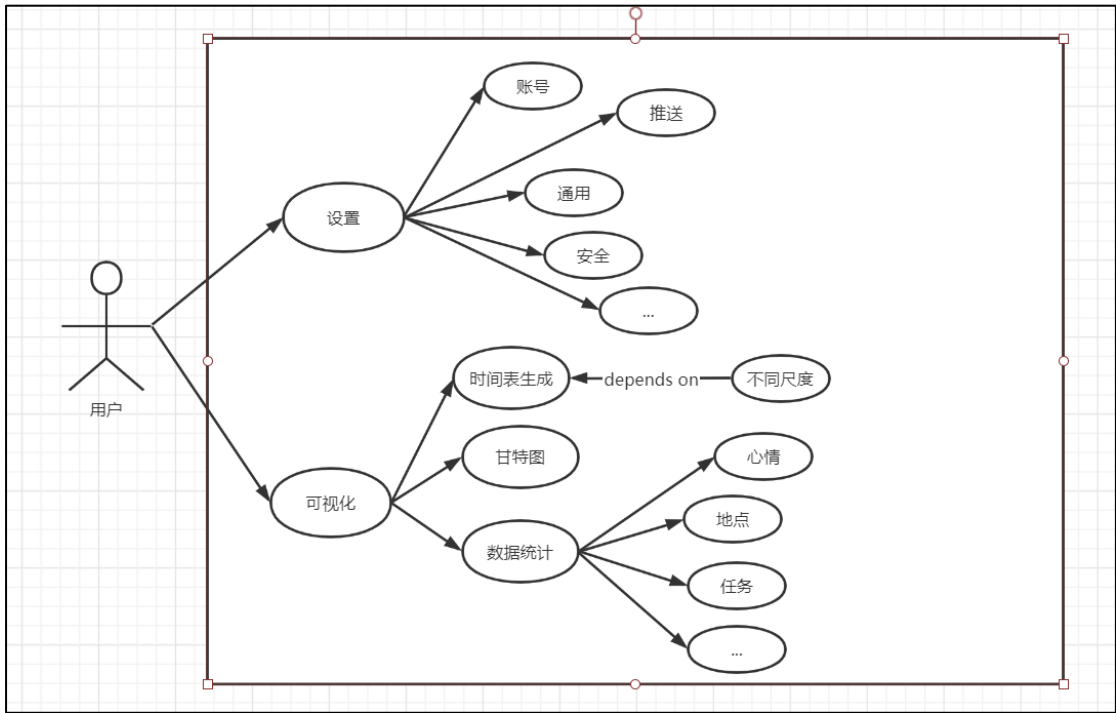 账号
推送
通用
设置
安全
...
用户
时间表生成
depends on
不同尺度
甘特图
心情
可视化
地点
数据统计
任务
...